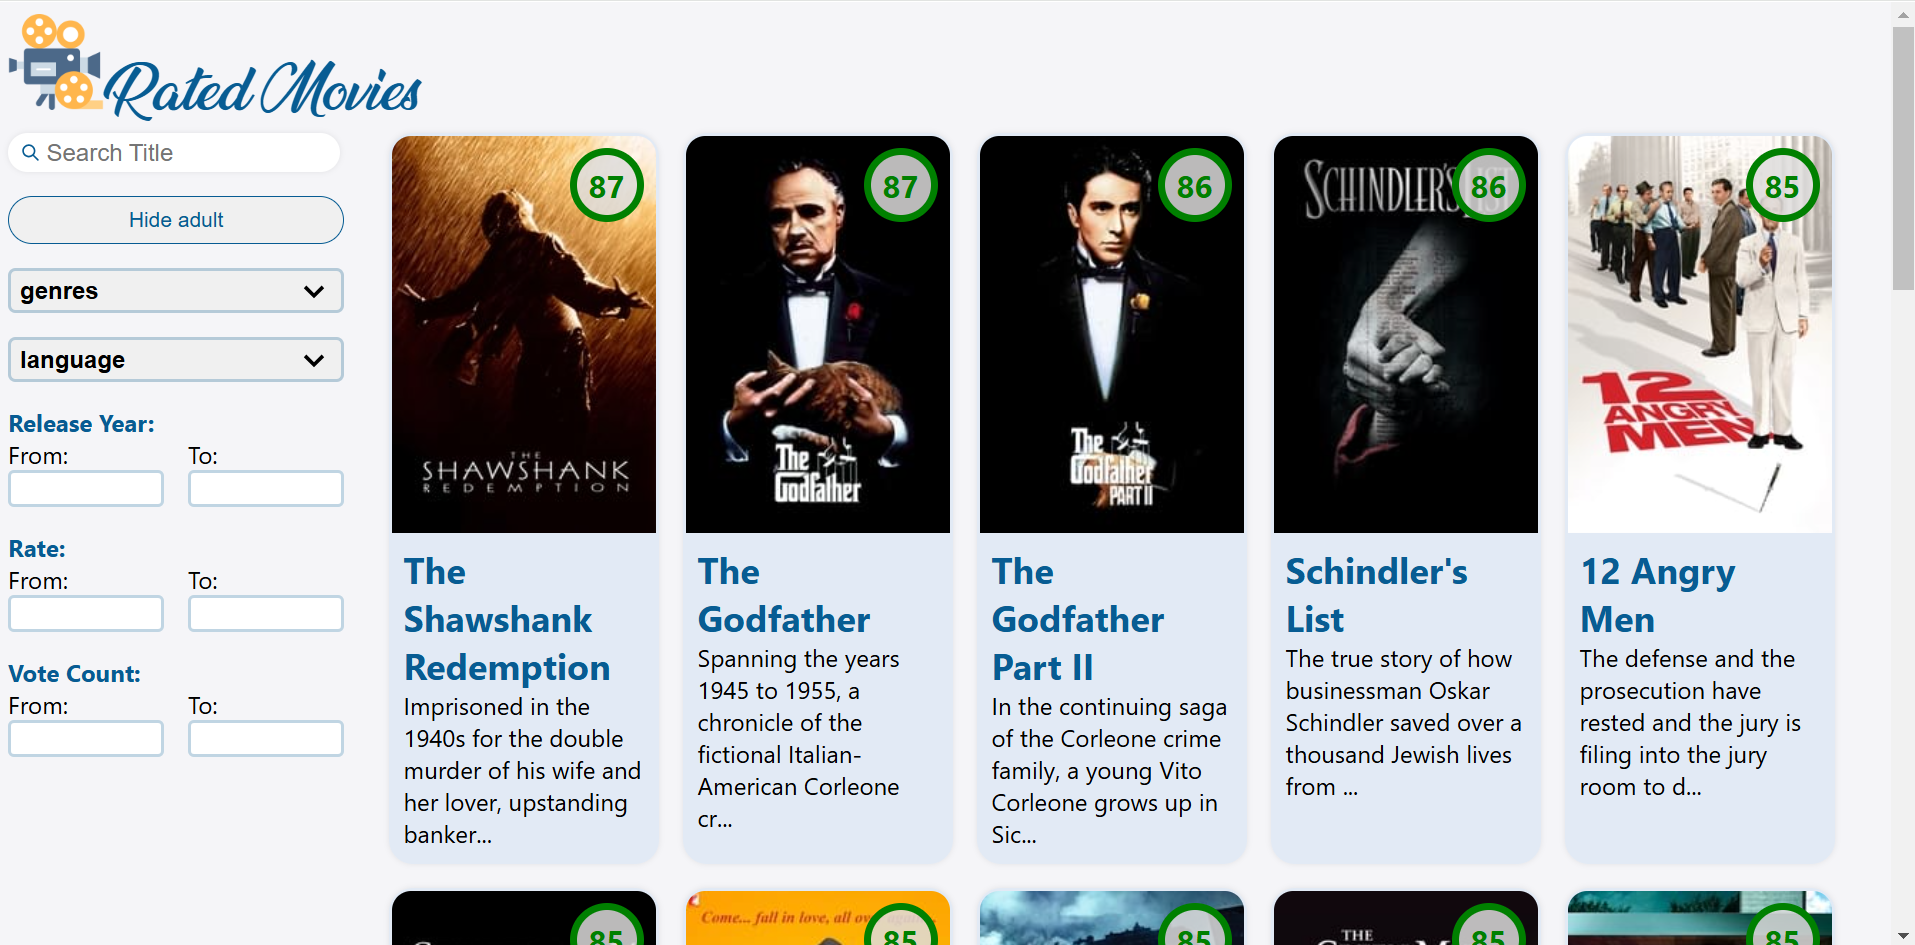 Rated Movies
Search Title
Hide adult
genres
language
Release Year:
From: To:
Rate:
From: To:
Vote Count:
From: To:
87
THE
SHAWSHANK
REDEMPTION
The
Shawshank
Redemption
Imprisoned in the
1940s for the double
murder of his wife and
her lover, upstanding
banker...
87
The
Godfather
The
Godfather
Spanning the years
1945 to 1955, a
chronicle of the
fictional Italian-
American Corleone
cr...
86
The
Godfather
PART II
The
Godfather
Part II
In the continuing saga
of the Corleone crime
family, a young Vito
Corleone grows up in
Sic...
86
SCHINDLER'S LIST
Schindler's
List
The true story of how
businessman Oskar
Schindler saved over a
thousand Jewish lives
from ...
85
12
ANGRY
MEN
12 Angry
Men
The defense and the
prosecution have
rested and the jury is
filing into the jury
room to d...
85
Come... fall in love, all
85
85
THE
85
85